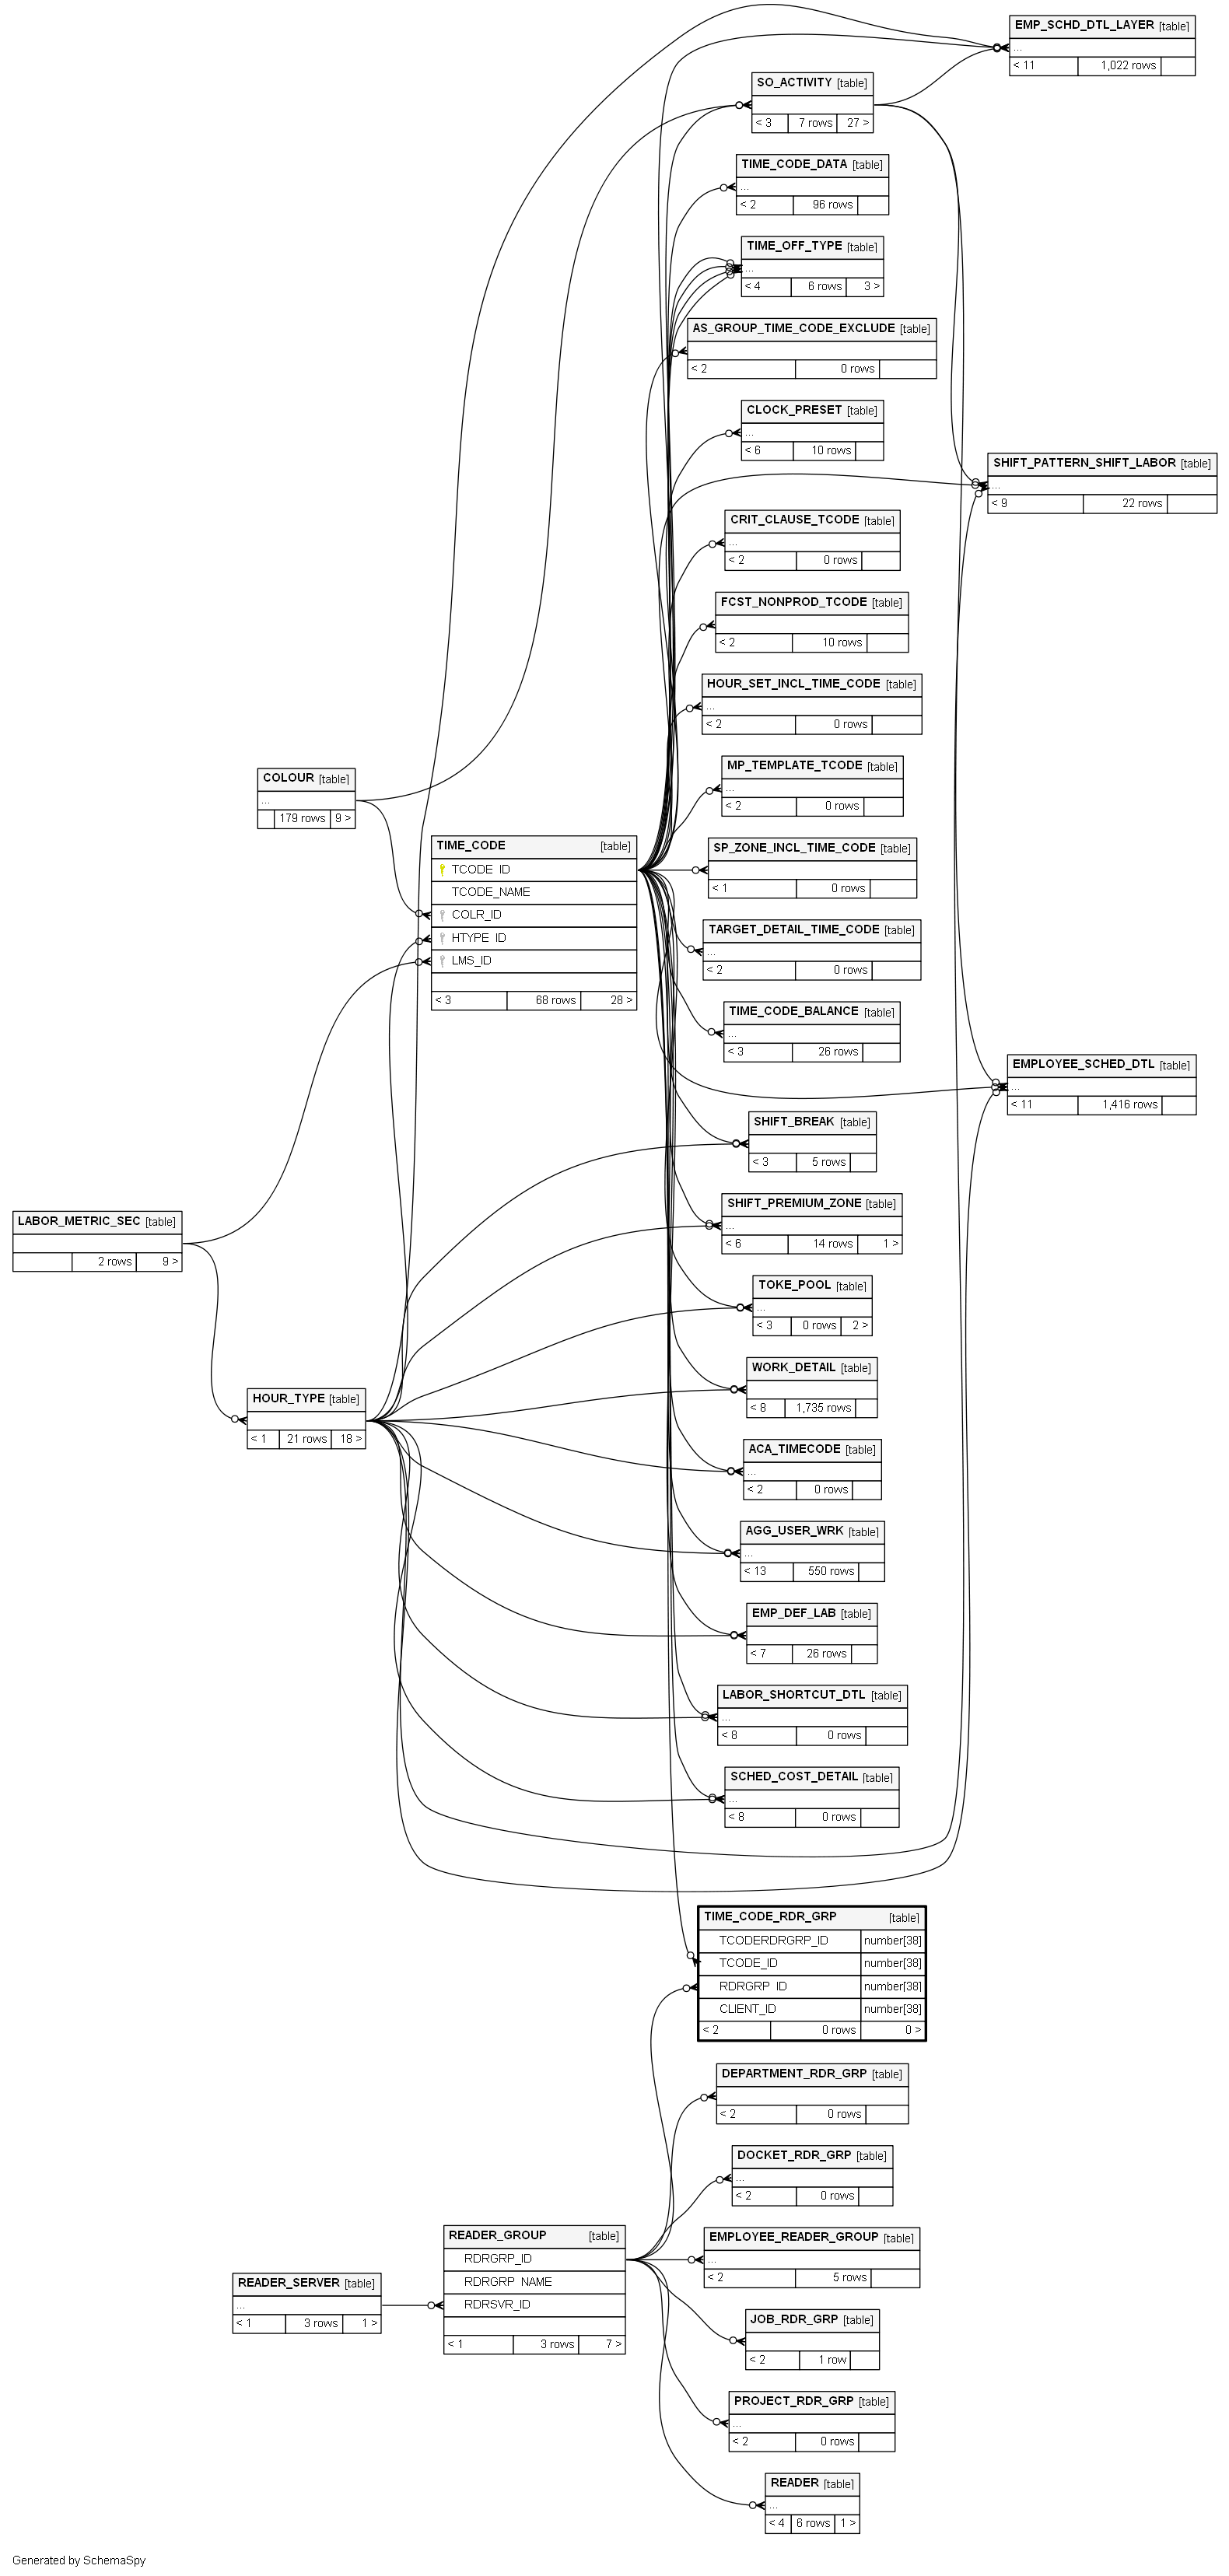 EMP_SCHD_DTL_LAYER [table]
...
< 11 1,022 rows
SO_ACTIVITY [table]
< 3 7 rows 27 >
TIME_CODE_DATA [table]
...
< 2 96 rows
TIME_OFF_TYPE [table]
...
< 4 6 rows 3 >
AS_GROUP_TIME_CODE_EXCLUDE [table]
< 2 0 rows
CLOCK_PRESET [table]
...
< 6 10 rows
SHIFT_PATTERN_SHIFT_LABOR [table]
...
< 9 22 rows
CRIT_CLAUSE_TCODE [table]
...
< 2 0 rows
FCST_NONPROD_TCODE [table]
< 2 10 rows
HOUR_SET_INCL_TIME_CODE [table]
...
< 2 0 rows
MP_TEMPLATE_TCODE [table]
...
< 2 0 rows
COLOUR [table]
...
179 rows 9 >
TIME_CODE [table]
TCODE_ID
TCODE_NAME
COLR_ID
HTYPE_ID
LMS_ID
< 3 68 rows 28 >
SP_ZONE_INCL_TIME_CODE [table]
< 1 0 rows
TARGET_DETAIL_TIME_CODE [table]
...
< 2 0 rows
TIME_CODE_BALANCE [table]
...
< 3 26 rows
EMPLOYEE_SCHED_DTL [table]
...
< 11 1,416 rows
SHIFT_BREAK [table]
< 3 5 rows
SHIFT_PREMIUM_ZONE [table]
...
< 6 14 rows 1 >
LABOR_METRIC_SEC [table]
2 rows 9 >
TOKE_POOL [table]
...
< 3 0 rows 2 >
WORK_DETAIL [table]
< 8 1,735 rows
HOUR_TYPE [table]
< 1 21 rows 18 >
ACA_TIMECODE [table]
...
< 2 0 rows
AGG_USER_WRK [table]
...
< 13 550 rows
EMP_DEF_LAB [table]
< 7 26 rows
LABOR_SHORTCUT_DTL [table]
...
< 8 0 rows
SCHED_COST_DETAIL [table]
...
< 8 0 rows
TIME_CODE_RDR_GRP [table]
TCODERDRGRP_ID number[38]
TCODE_ID number[38]
RDRGRP_ID number[38]
CLIENT_ID number[38]
< 2 0 rows 0 >
DEPARTMENT_RDR_GRP [table]
< 2 0 rows
DOCKET_RDR_GRP [table]
...
< 2 0 rows
EMPLOYEE_READER_GROUP [table]
...
< 2 5 rows
READER_GROUP [table]
RDRGRP_ID
RDRGRP_NAME
RDRSVR_ID
< 1 3 rows 7 >
READER_SERVER [table]
...
< 1 3 rows 1 >
JOB_RDR_GRP [table]
< 2 1 row
PROJECT_RDR_GRP [table]
...
< 2 0 rows
READER [table]
...
< 4 6 rows 1 >
Generated by SchemaSpy